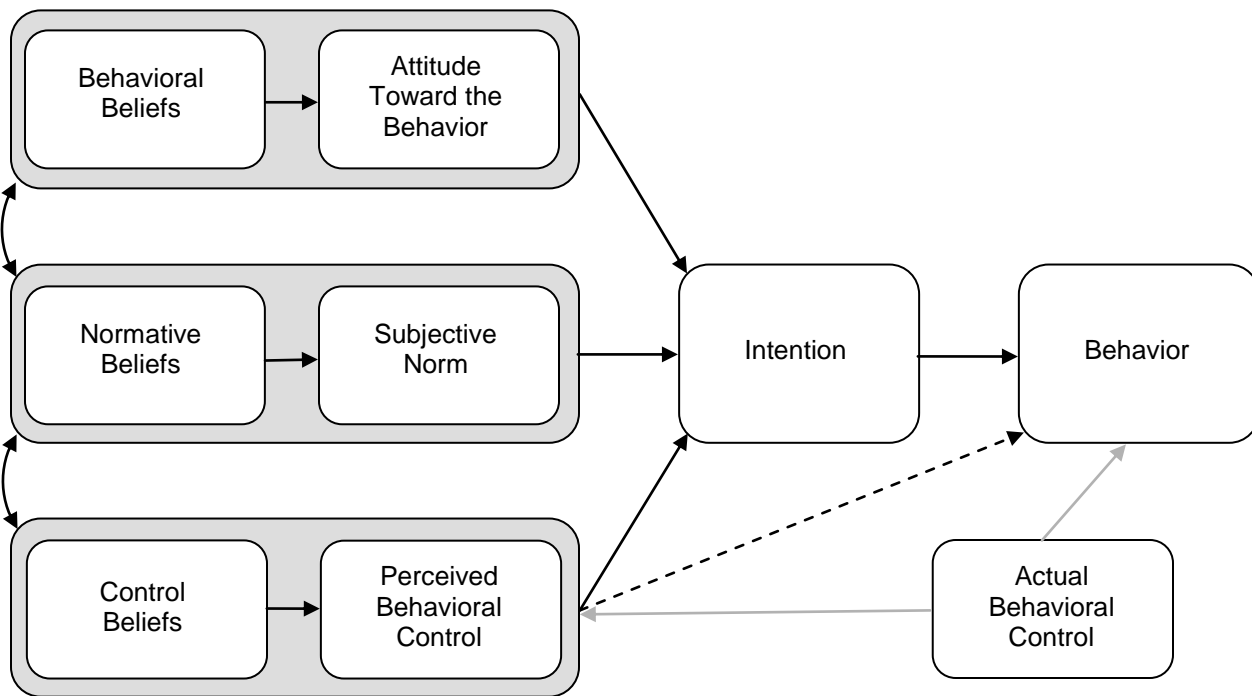 Behavioral
Beliefs
Attitude
Toward the
Behavior
Normative
Beliefs
Subjective
Norm
Intention
Behavior
Control
Beliefs
Perceived
Behavioral
Control
Actual
Behavioral
Control